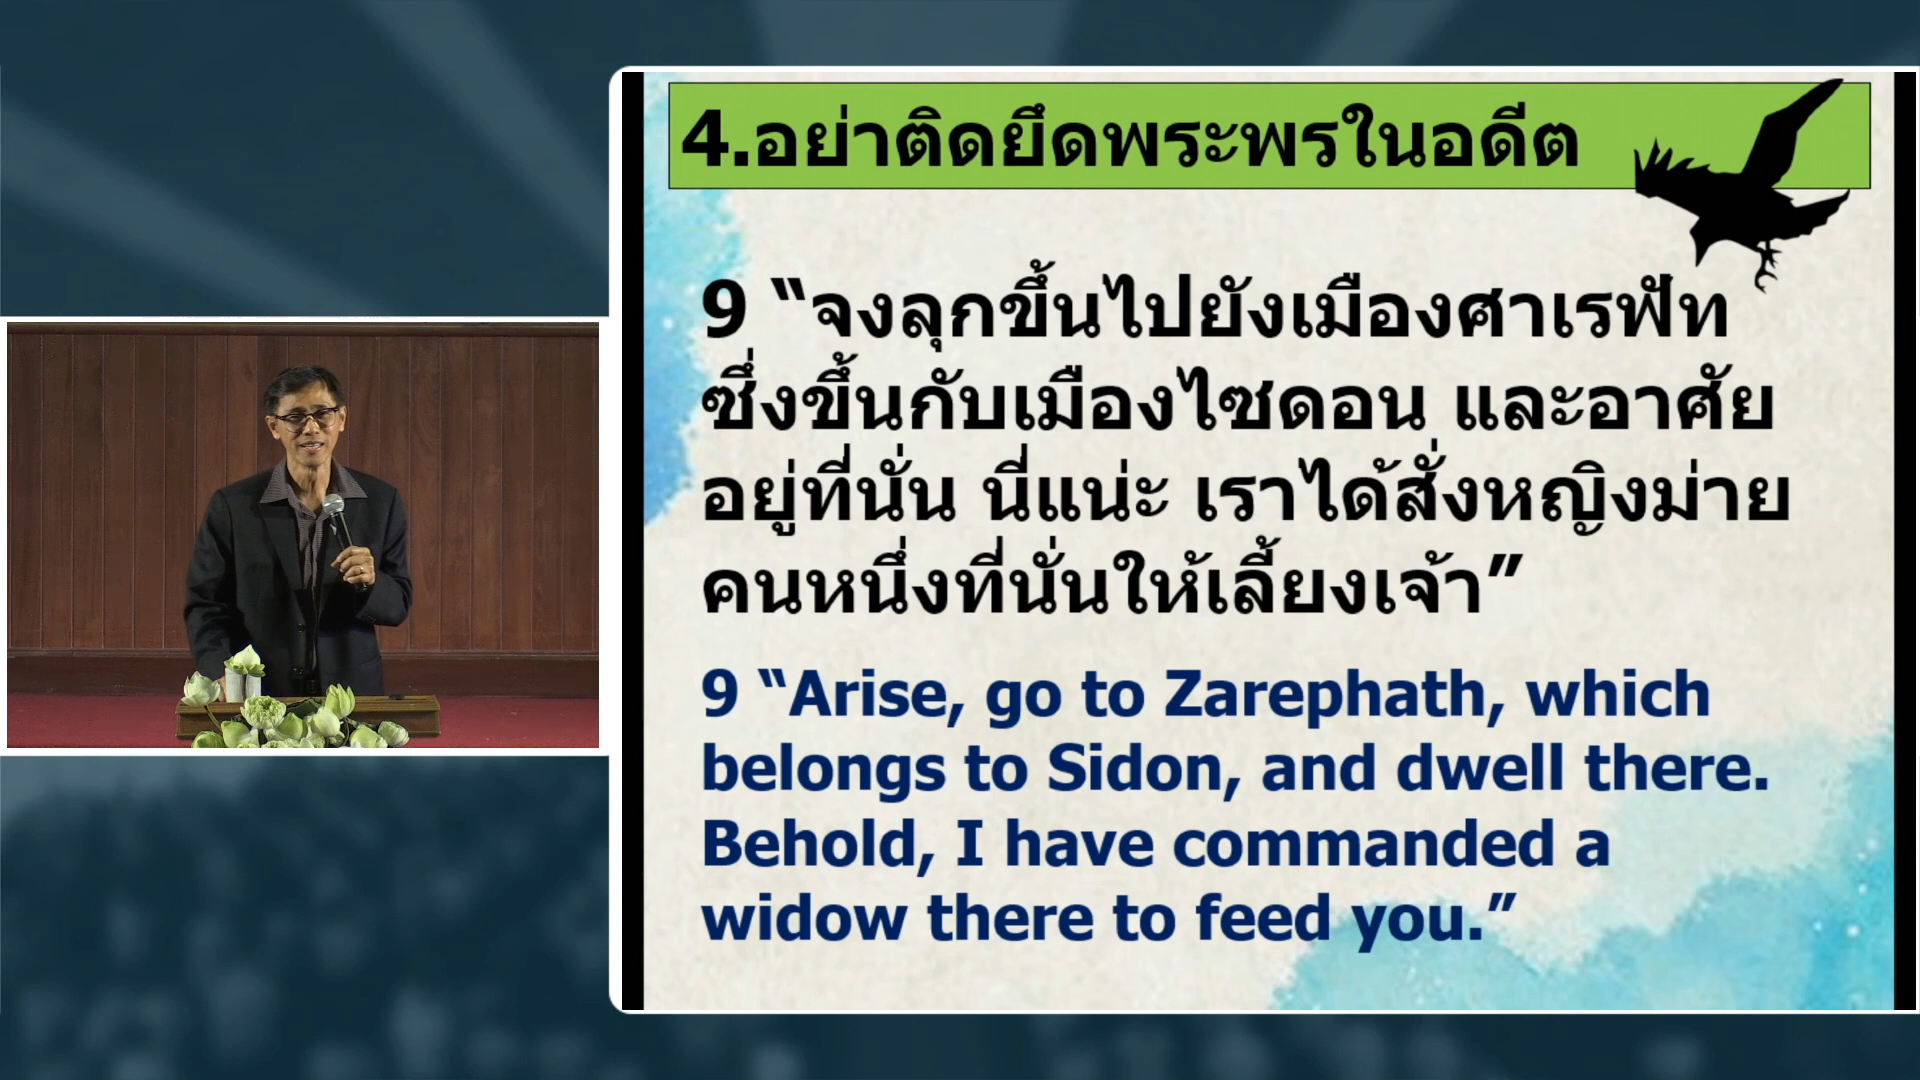 4.อย่าติดยึดพระพรในอดีต
9 “จงลุกขึ้นไปยังเมืองศาเรฟัท
ซึ่งขึ้นกับเมืองไซดอน และอาศัย
อยู่ที่นั่น นี่แน่ะ เราได้สั่งหญิงม่าย
คนหนึ่งที่นั่นให้เลี้ยงเจ้า”
9 “Arise, go to Zarephath, which
belongs to Sidon, and dwell there.
Behold, I have commanded a
widow there to feed you.”